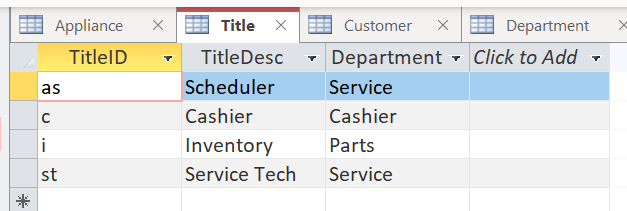 Appliance Title Customer Department
TitleID TitleDesc Department Click to Add
as Scheduler Service
c Cashier Cashier
i Inventory Parts
st Service Tech Service